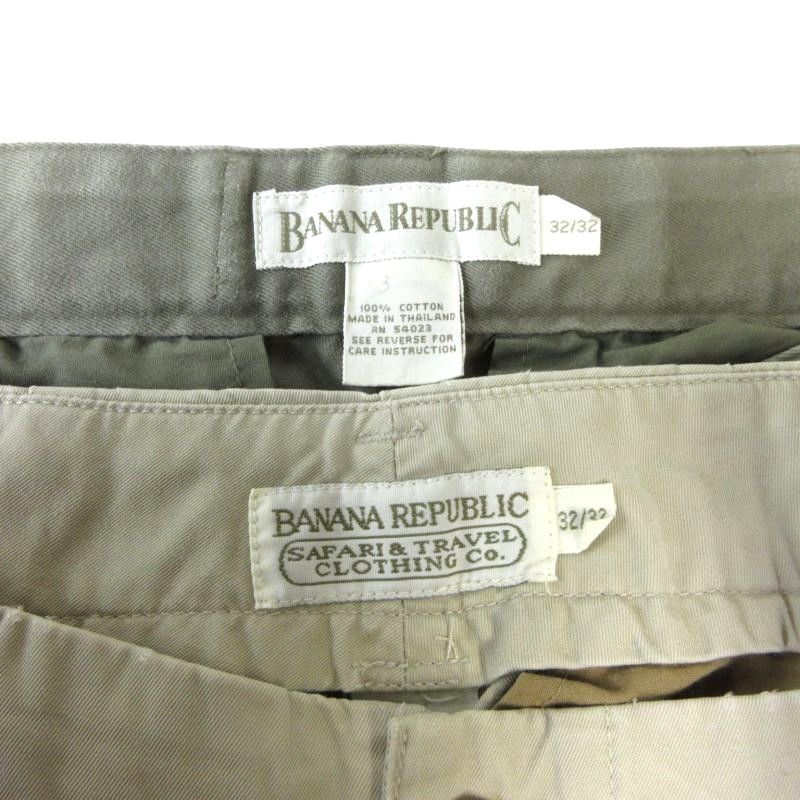 BANANA REPUBLIC
32/32
100% COTTON
MADE IN THAILAND
RN 54023
SEE REVERSE FOR
CARE INSTRUCTION
BANANA REPUBLIC
32/32
SAFARI & TRAVEL
CLOTHING CO.